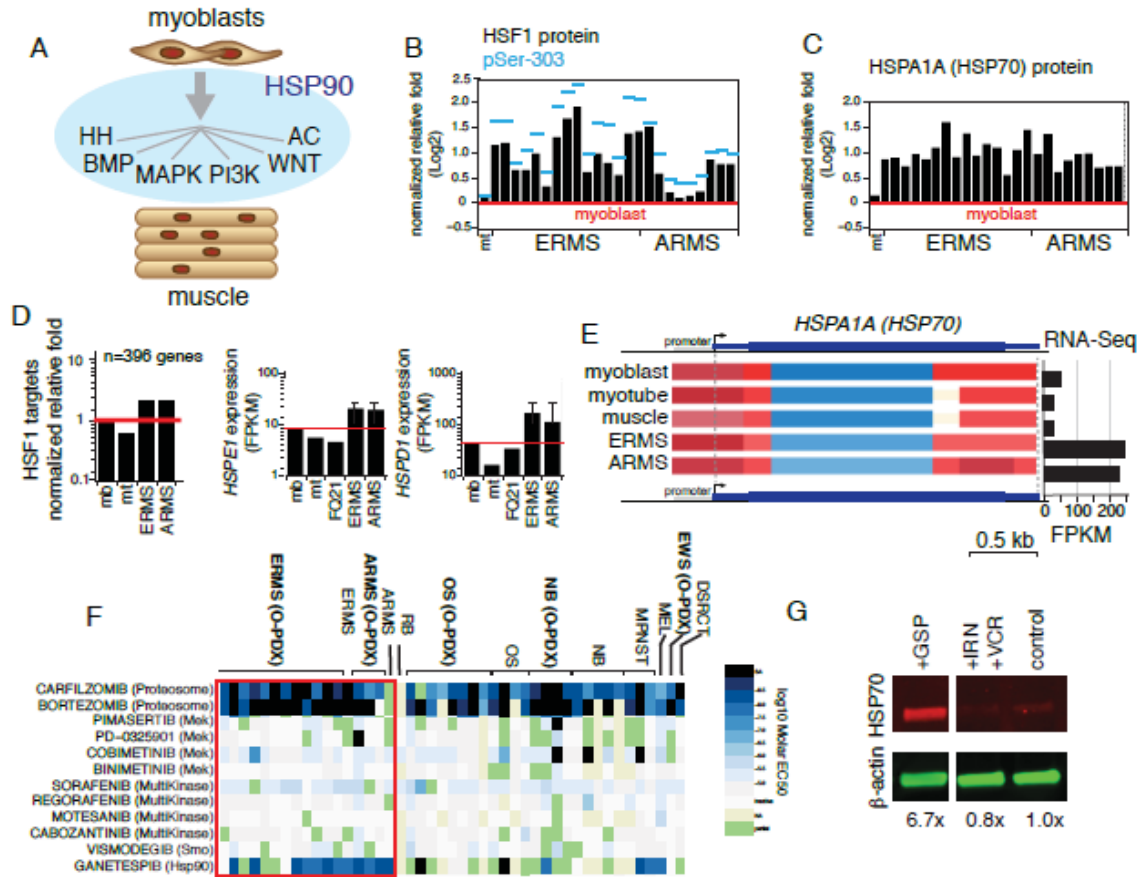 A
myoblasts
HSP90
HH
BMP
MAPK
PI3K
WNT
AC
muscle
B
HSF1 protein
pSer-303
normalized relative fold
(Log2)
2.5
2.0
1.5
1.0
0.5
0
−0.5
myoblast
mt
ERMS
ARMS
C
HSPA1A (HSP70) protein
normalized relative fold
(Log2)
2.0
1.5
1.0
0.5
0
−0.5
myoblast
mt
ERMS
ARMS
D
n=396 genes
HSF1 targtets
normalized relative fold
10
1
0.1
mb
mt
ERMS
ARMS
HSPE1 expression
(FPKM)
100
10
1
mb
mt
FQ21
ERMS
ARMS
HSPD1 expression
(FPKM)
1000
100
10
mb
mt
FQ21
ERMS
ARMS
E
HSPA1A (HSP70)
RNA-Seq
promoter
myoblast
myotube
muscle
ERMS
ARMS
promoter
0
100
200
FPKM
0.5 kb
F
ERMS (O-PDX)
ERMS
ARMS (O-PDX)
ARMS
RB
OS (O-PDX)
OS
NB (O-PDX)
NB
MPNST
MEL
EWS (O-PDX)
DSRCT
CARFILZOMIB (Proteosome)
BORTEZOMIB (Proteosome)
PIMASERTIB (Mek)
PD-0325901 (Mek)
COBIMETINIB (Mek)
BINIMETINIB (Mek)
SORAFENIB (MultiKinase)
REGORAFENIB (MultiKinase)
MOTESANIB (MultiKinase)
CABOZANTINIB (MultiKinase)
VISMODEGIB (Smo)
GANETESPIB (Hsp90)
log10 Molar EC50
G
+GSP
+IRN
+VCR
control
HSP70
β-actin
6.7x
0.8x
1.0x